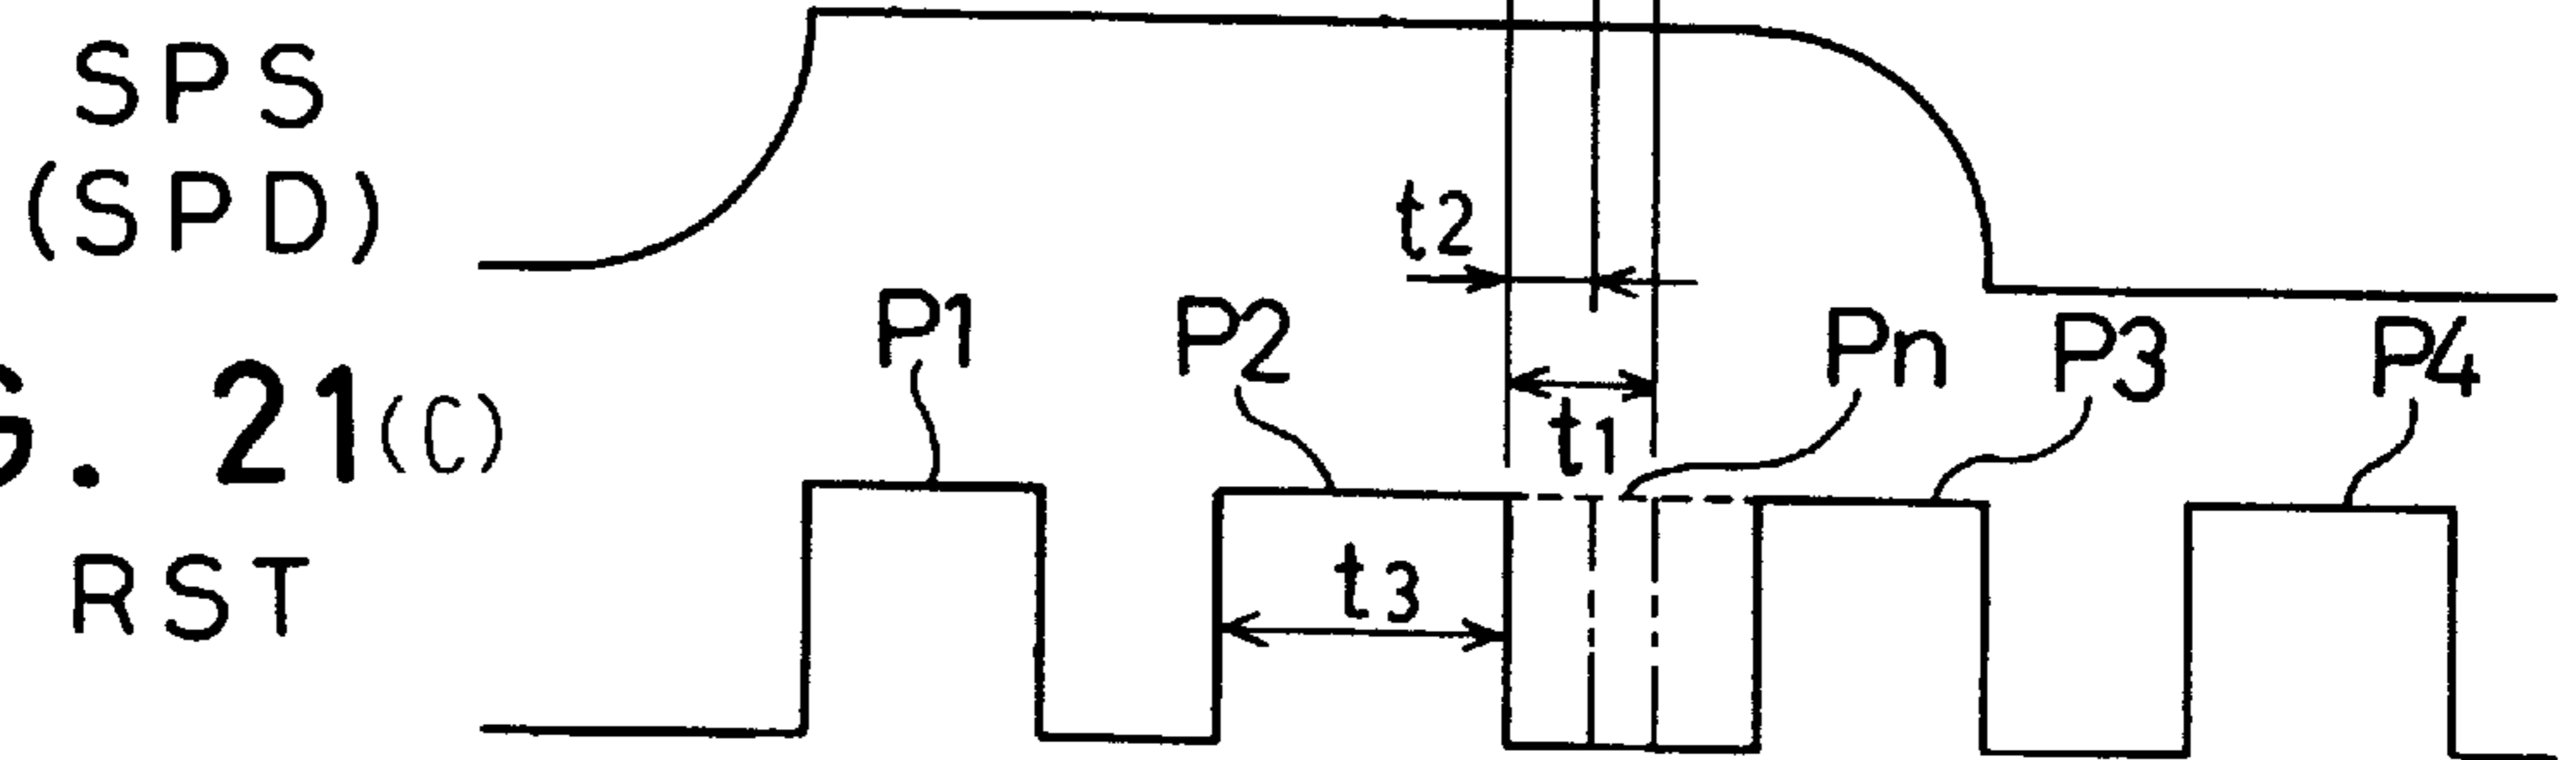 SPS
(SPD)
t2
P1
P2
Pn
P3
P4
t1
G. 21(C)
t3
RST